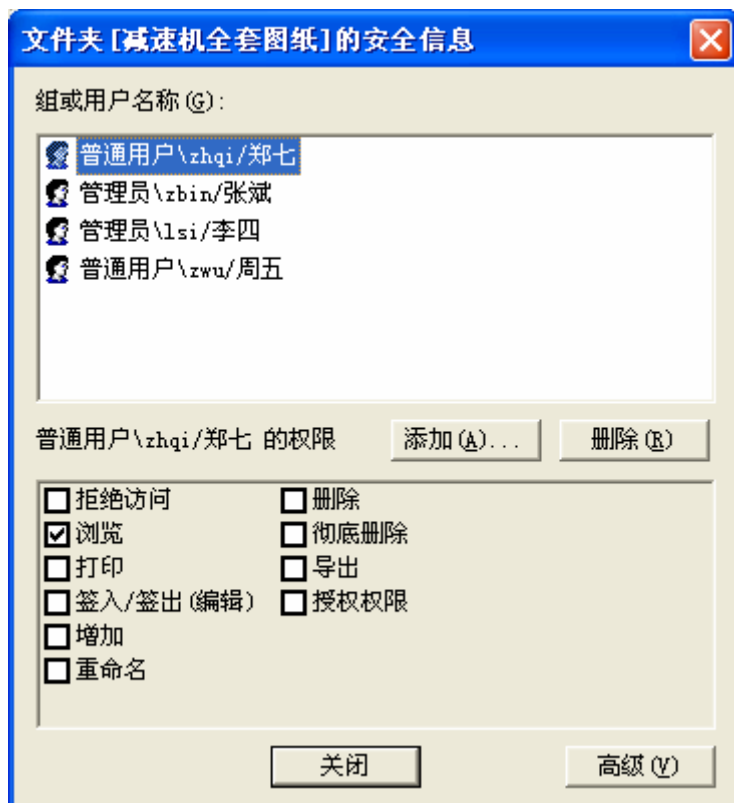 文件夹[减速机全套图纸]的安全信息
组或用户名称(G):
普通用户\zhqi/郑七
管理员\zbin/张斌
管理员\lsi/李四
普通用户\zwu/周五
普通用户\zhqi/郑七 的权限 添加(A)... 删除(R)
拒绝访问 删除
浏览 彻底删除
打印 导出
签入/签出(编辑) 授权权限
增加
重命名
关闭 高级(V)